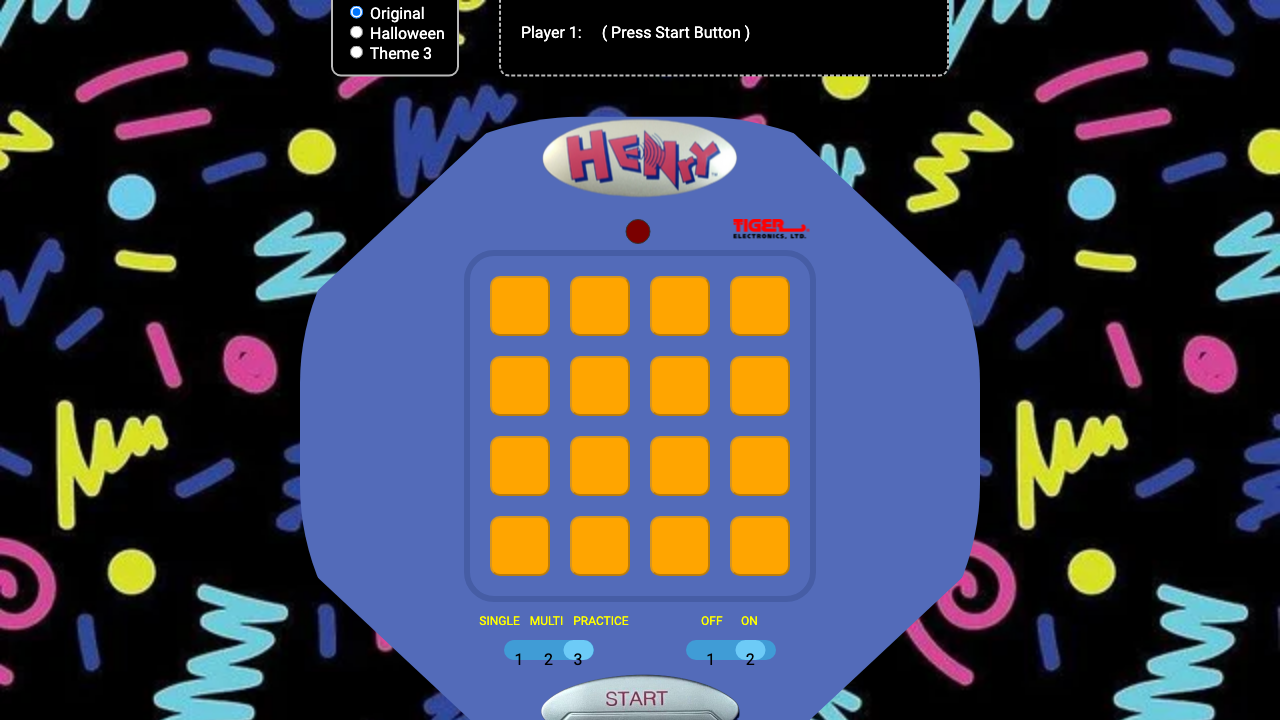 Original
Halloween
Theme 3
Player 1: ( Press Start Button )
HENrY
TIGER
ELECTRONICS, LTD.
SINGLE MULTI PRACTICE
OFF ON
1 2 3
1 2
START